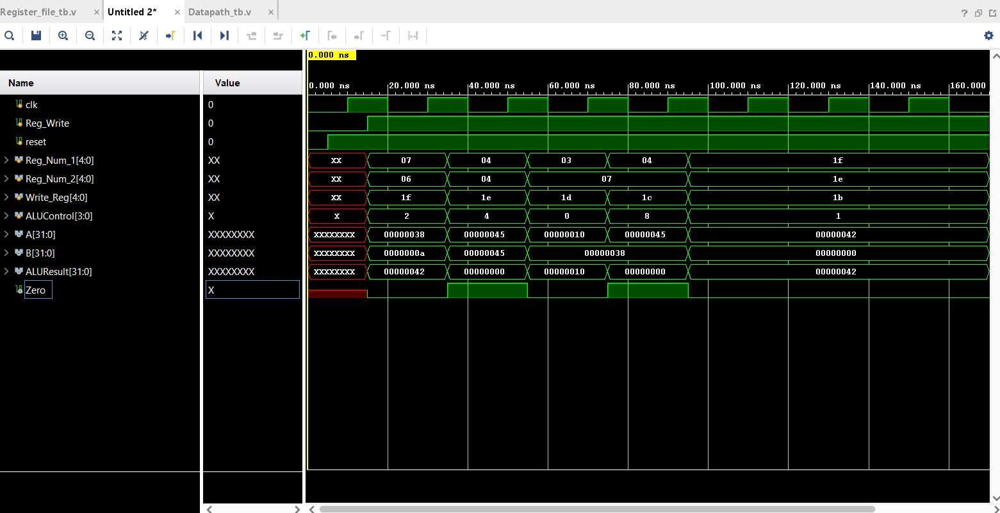 Register_file_tb.v × Untitled 2* × Datapath_tb.v ×
?
0.000 ns
Name Value
0.000 ns 20.000 ns 40.000 ns 60.000 ns 80.000 ns 100.000 ns 120.000 ns 140.000 ns 160.000
clk 0
Reg_Write 0
reset 0
Reg_Num_1[4:0] XX XX 07 04 03 04 1f
Reg_Num_2[4:0] XX XX 06 04 07 1e
Write_Reg[4:0] XX XX 1f 1e 1d 1c 1b
ALUControl[3:0] X X 2 4 0 8 1
A[31:0] XXXXXXXX XXXXXXXX 00000038 00000045 00000010 00000045 00000042
B[31:0] XXXXXXXX XXXXXXXX 0000000a 00000045 00000038 00000000
ALUResult[31:0] XXXXXXXX XXXXXXXX 00000042 00000000 00000010 00000000 00000042
Zero X